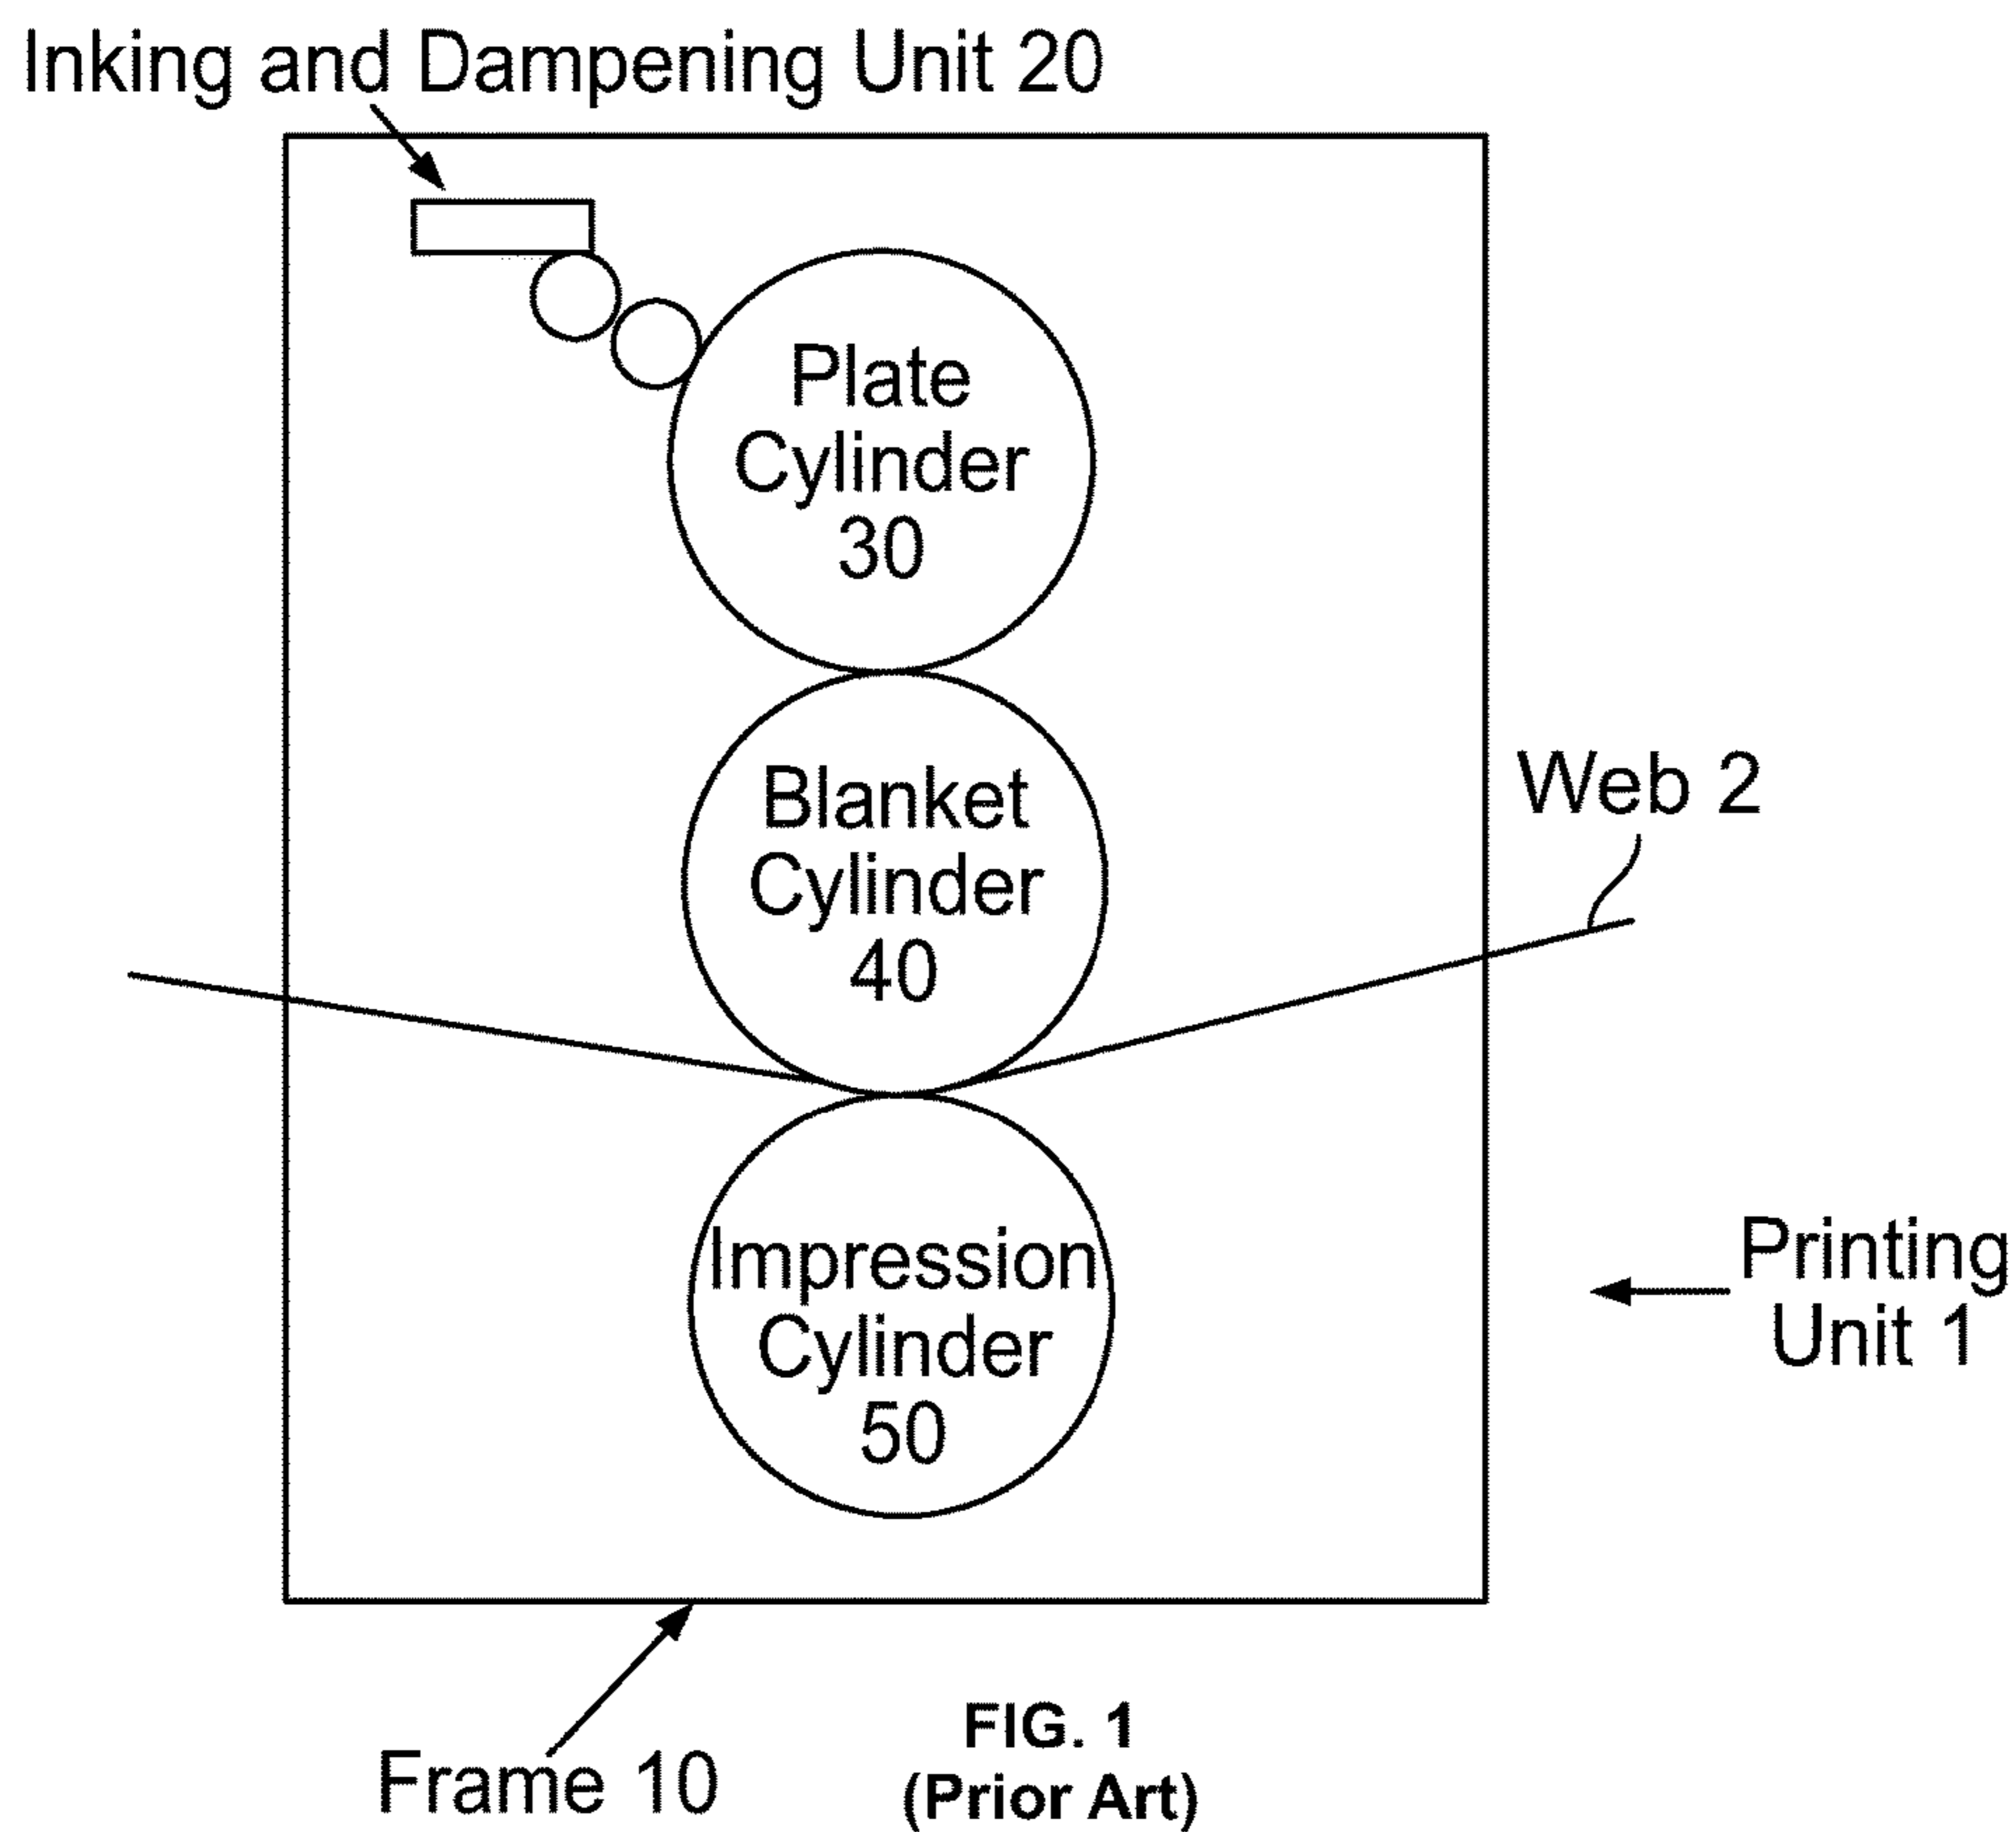 Inking and Dampening Unit 20
Plate
Cylinder
30
Blanket
Cylinder
40
Web 2
Impression
Cylinder
50
Printing
Unit 1
Frame 10
FIG. 1
(Prior Art)